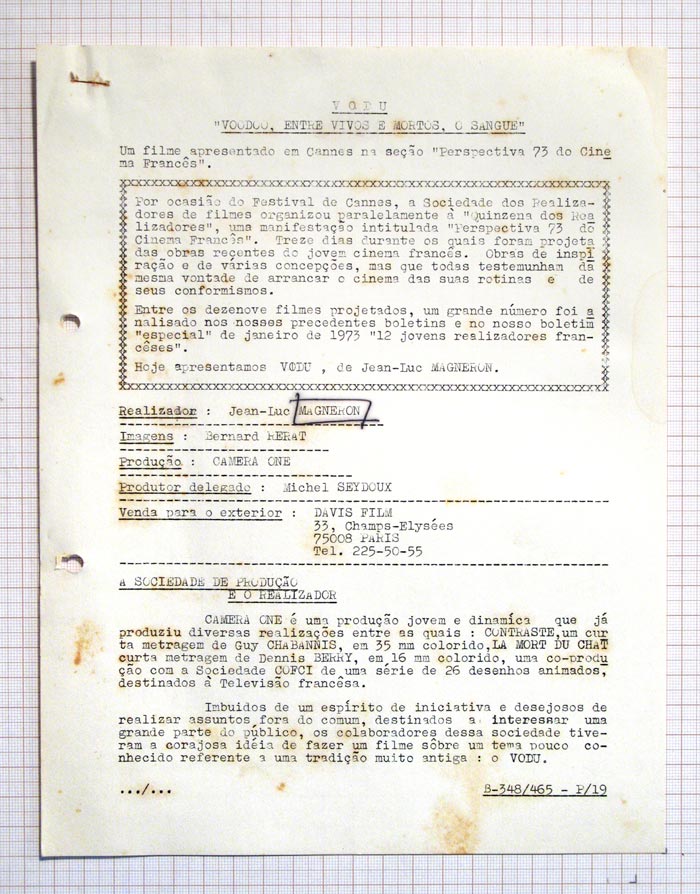 V O D U
"VOODOO, ENTRE VIVOS E MORTOS, O SANGUE"
Um filme apresentado em Cannes na seção "Perspectiva 73 do Cine
ma Francês".
Por ocasião do Festival de Cannes, a Sociedade dos Realiza-
dores de filmes organizou paralelamente à "Quinzena dos Rea
lizadores", uma manifestação intitulada "Perspectiva 73 do
Cinema Francês". Treze dias durante os quais foram projeta
das obras reçentes do jovem cinema francês. Obras de inspi
ração e de várias concepções, mas que todas testemunham da
mesma vontade de arrancar o cinema das suas rotinas e de
seus conformismos.
Entre os dezenove filmes projetados, um grande número foi a
nalisado nos nosses precedentes boletins e no nosso boletim
"especial" de janeiro de 1973 "12 jovens realizadores fran-
cêses".
Hoje apresentamos VODU , de Jean-Luc MAGNERON.
Realizador : Jean-Luc MAGNERON
Imagens : Bernard RERAT
Produção : CAMERA ONE
Produtor delegado : Michel SEYDOUX
Venda para o exterior : DAVIS FILM
33, Champs-Elysées
75008 PARIS
Tel. 225-50-55
A SOCIEDADE DE PRODUÇÃO
E O REALIZADOR
CAMERA ONE é uma produção jovem e dinamíca que já
produziu diversas realizações entre as quais : CONTRASTE,um cur
ta metragem de Guy CHABANNIS, em 35 mm colorido,LA MORT DU CHAT
curta metragem de Dennis BERRY, em 16 mm colorido, uma co-produ
ção com a Sociedade COFCI de uma série de 26 desenhos animados,
destinados à Televisão francêsa.
Imbuidos de um espírito de iniciativa e desejosos de
realizar assuntos fora do comum, destinados a interessar uma
grande parte do público, os colaboradores dessa sociedade tive-
ram a corajosa idéia de fazer um filme sôbre um tema pouco co-
nhecido referente a uma tradição muito antiga : o VODU.
.../...
B-348/465 - P/19